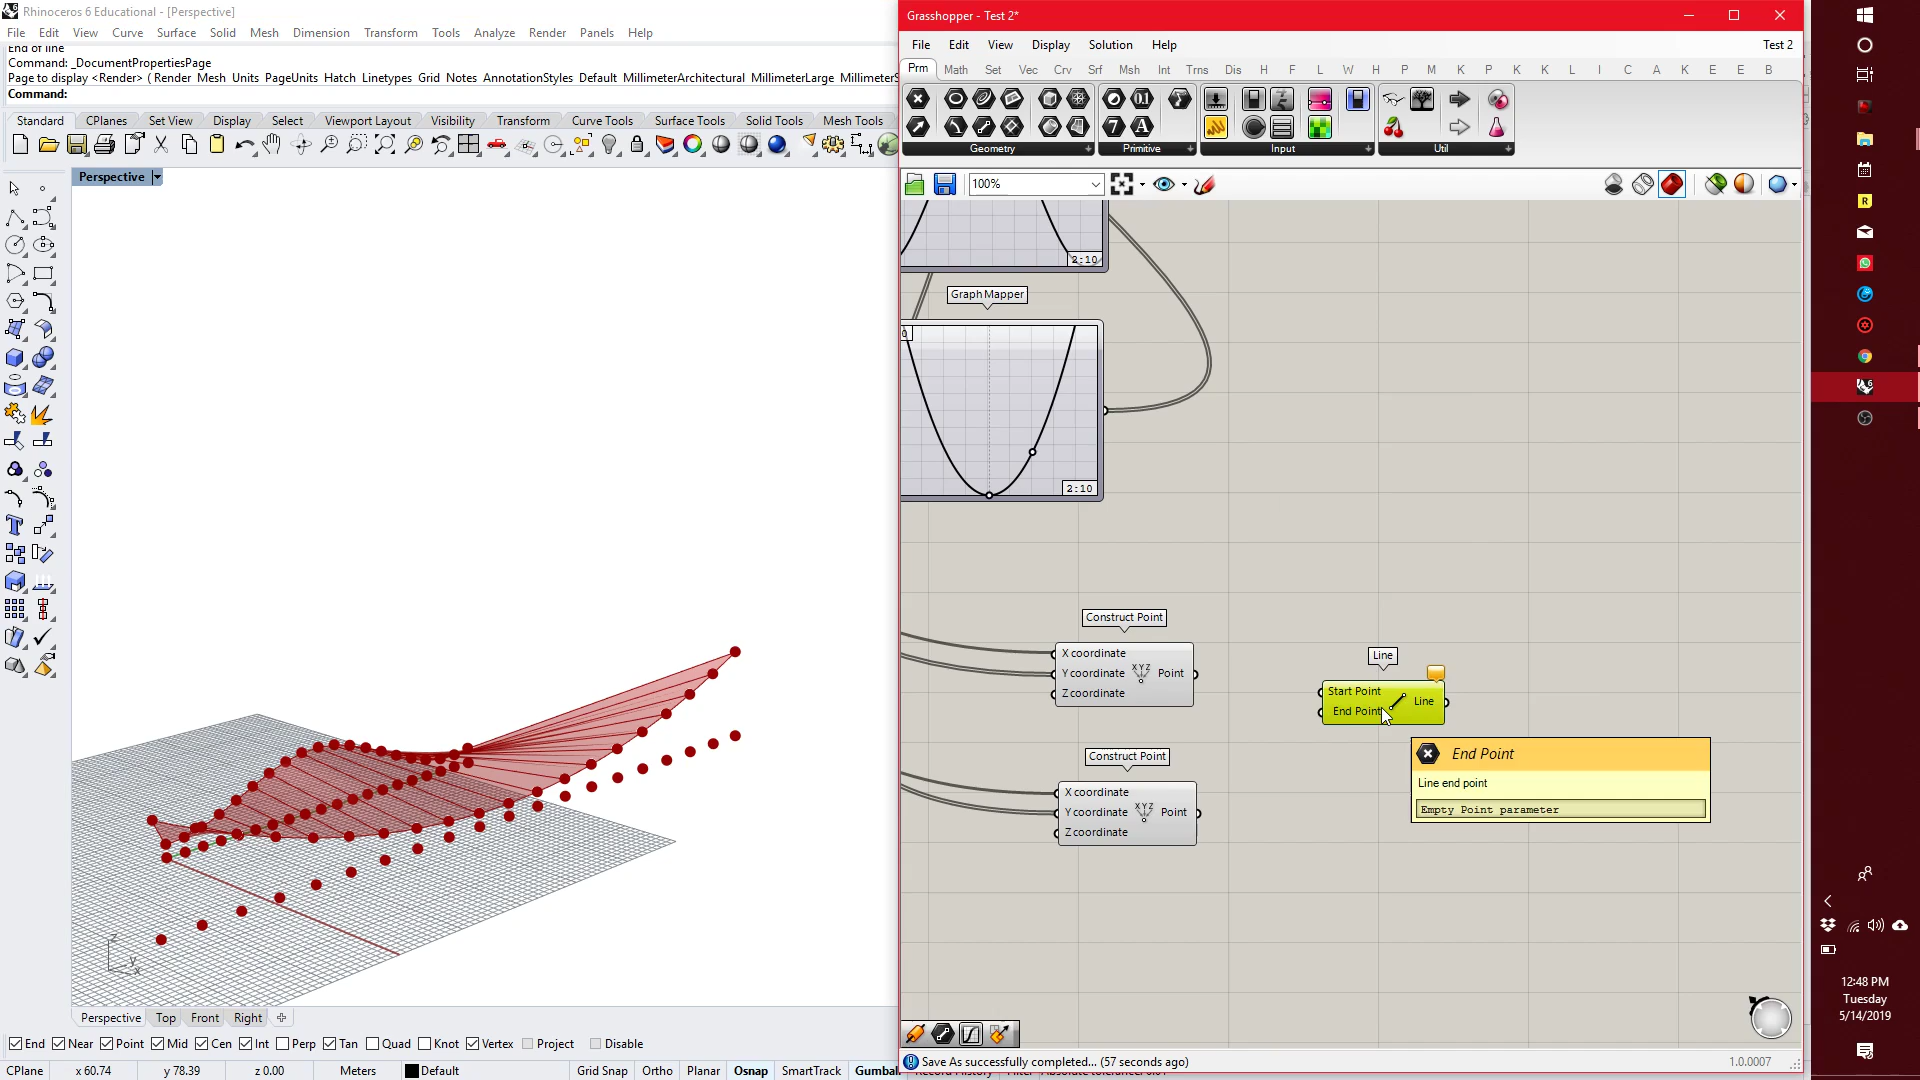 Rhinoceros 6 Educational - [Perspective]
File Edit View Curve Surface Solid Mesh Dimension Transform Tools Analyze Render Panels Help
End of line
Command: _DocumentPropertiesPage
Page to display <Render> ( Render Mesh Units PageUnits Hatch Linetypes Grid Notes AnnotationStyles Default MillimeterArchitectural MillimeterLarge
Command:
Standard CPlanes Set View Display Select Viewport Layout Visibility Transform Curve Tools Surface Tools Solid Tools Mesh Tools
Perspective
z
y
x
Perspective Top Front Right
End Near Point Mid Cen Int Perp Tan Quad Knot Vertex Project Disable
CPlane x 60.74 y 78.39 z 0.00 Meters Default Grid Snap Ortho Planar Osnap SmartTrack Gumball
Grasshopper - Test 2*
File Edit View Display Solution Help Test 2
Prm Math Set Vec Crv Srf Msh Int Trns Dis H F L W H P M K P K K L I C A K E E B
Geometry Primitive Input Util
100%
2:10
Graph Mapper
2:10
Construct Point
X coordinate
Y coordinate
Z coordinate
XYZ
Point
Line
Start Point
End Point
Line
End Point
Line end point
Empty Point parameter
Construct Point
X coordinate
Y coordinate
Z coordinate
XYZ
Point
Save As successfully completed... (57 seconds ago) 1.0.0007
12:48 PM
Tuesday
5/14/2019